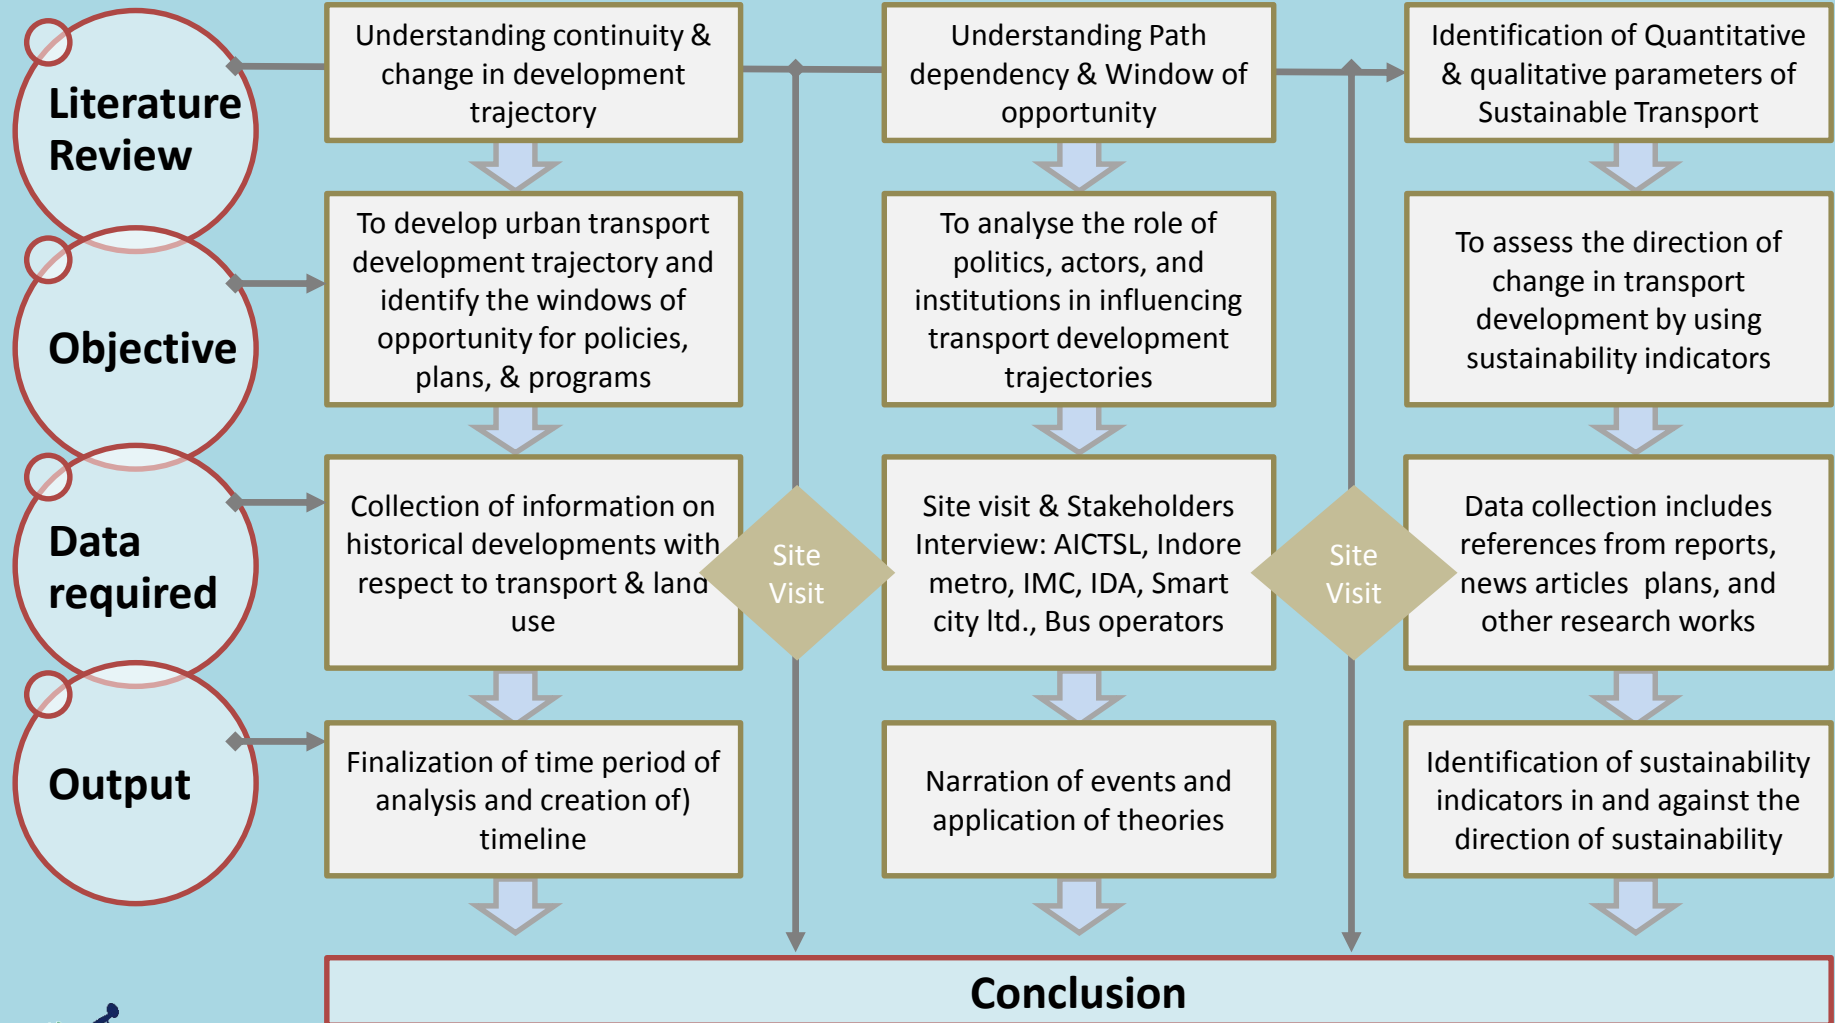 Literature
Review
Understanding continuity &
change in development
trajectory
Understanding Path
dependency & Window of
opportunity
Identification of Quantitative
& qualitative parameters of
Sustainable Transport
Objective
To develop urban transport
development trajectory and
identify the windows of
opportunity for policies,
plans, & programs
To analyse the role of
politics, actors, and
institutions in influencing
transport development
trajectories
To assess the direction of
change in transport
development by using
sustainability indicators
Data
required
Collection of information on
historical developments with
respect to transport & land
use
Site
Visit
Site visit & Stakeholders
Interview: AICTSL, Indore
metro, IMC, IDA, Smart
city ltd., Bus operators
Site
Visit
Data collection includes
references from reports,
news articles  plans, and
other research works
Output
Finalization of time period of
analysis and creation of)
timeline
Narration of events and
application of theories
Identification of sustainability
indicators in and against the
direction of sustainability
Conclusion